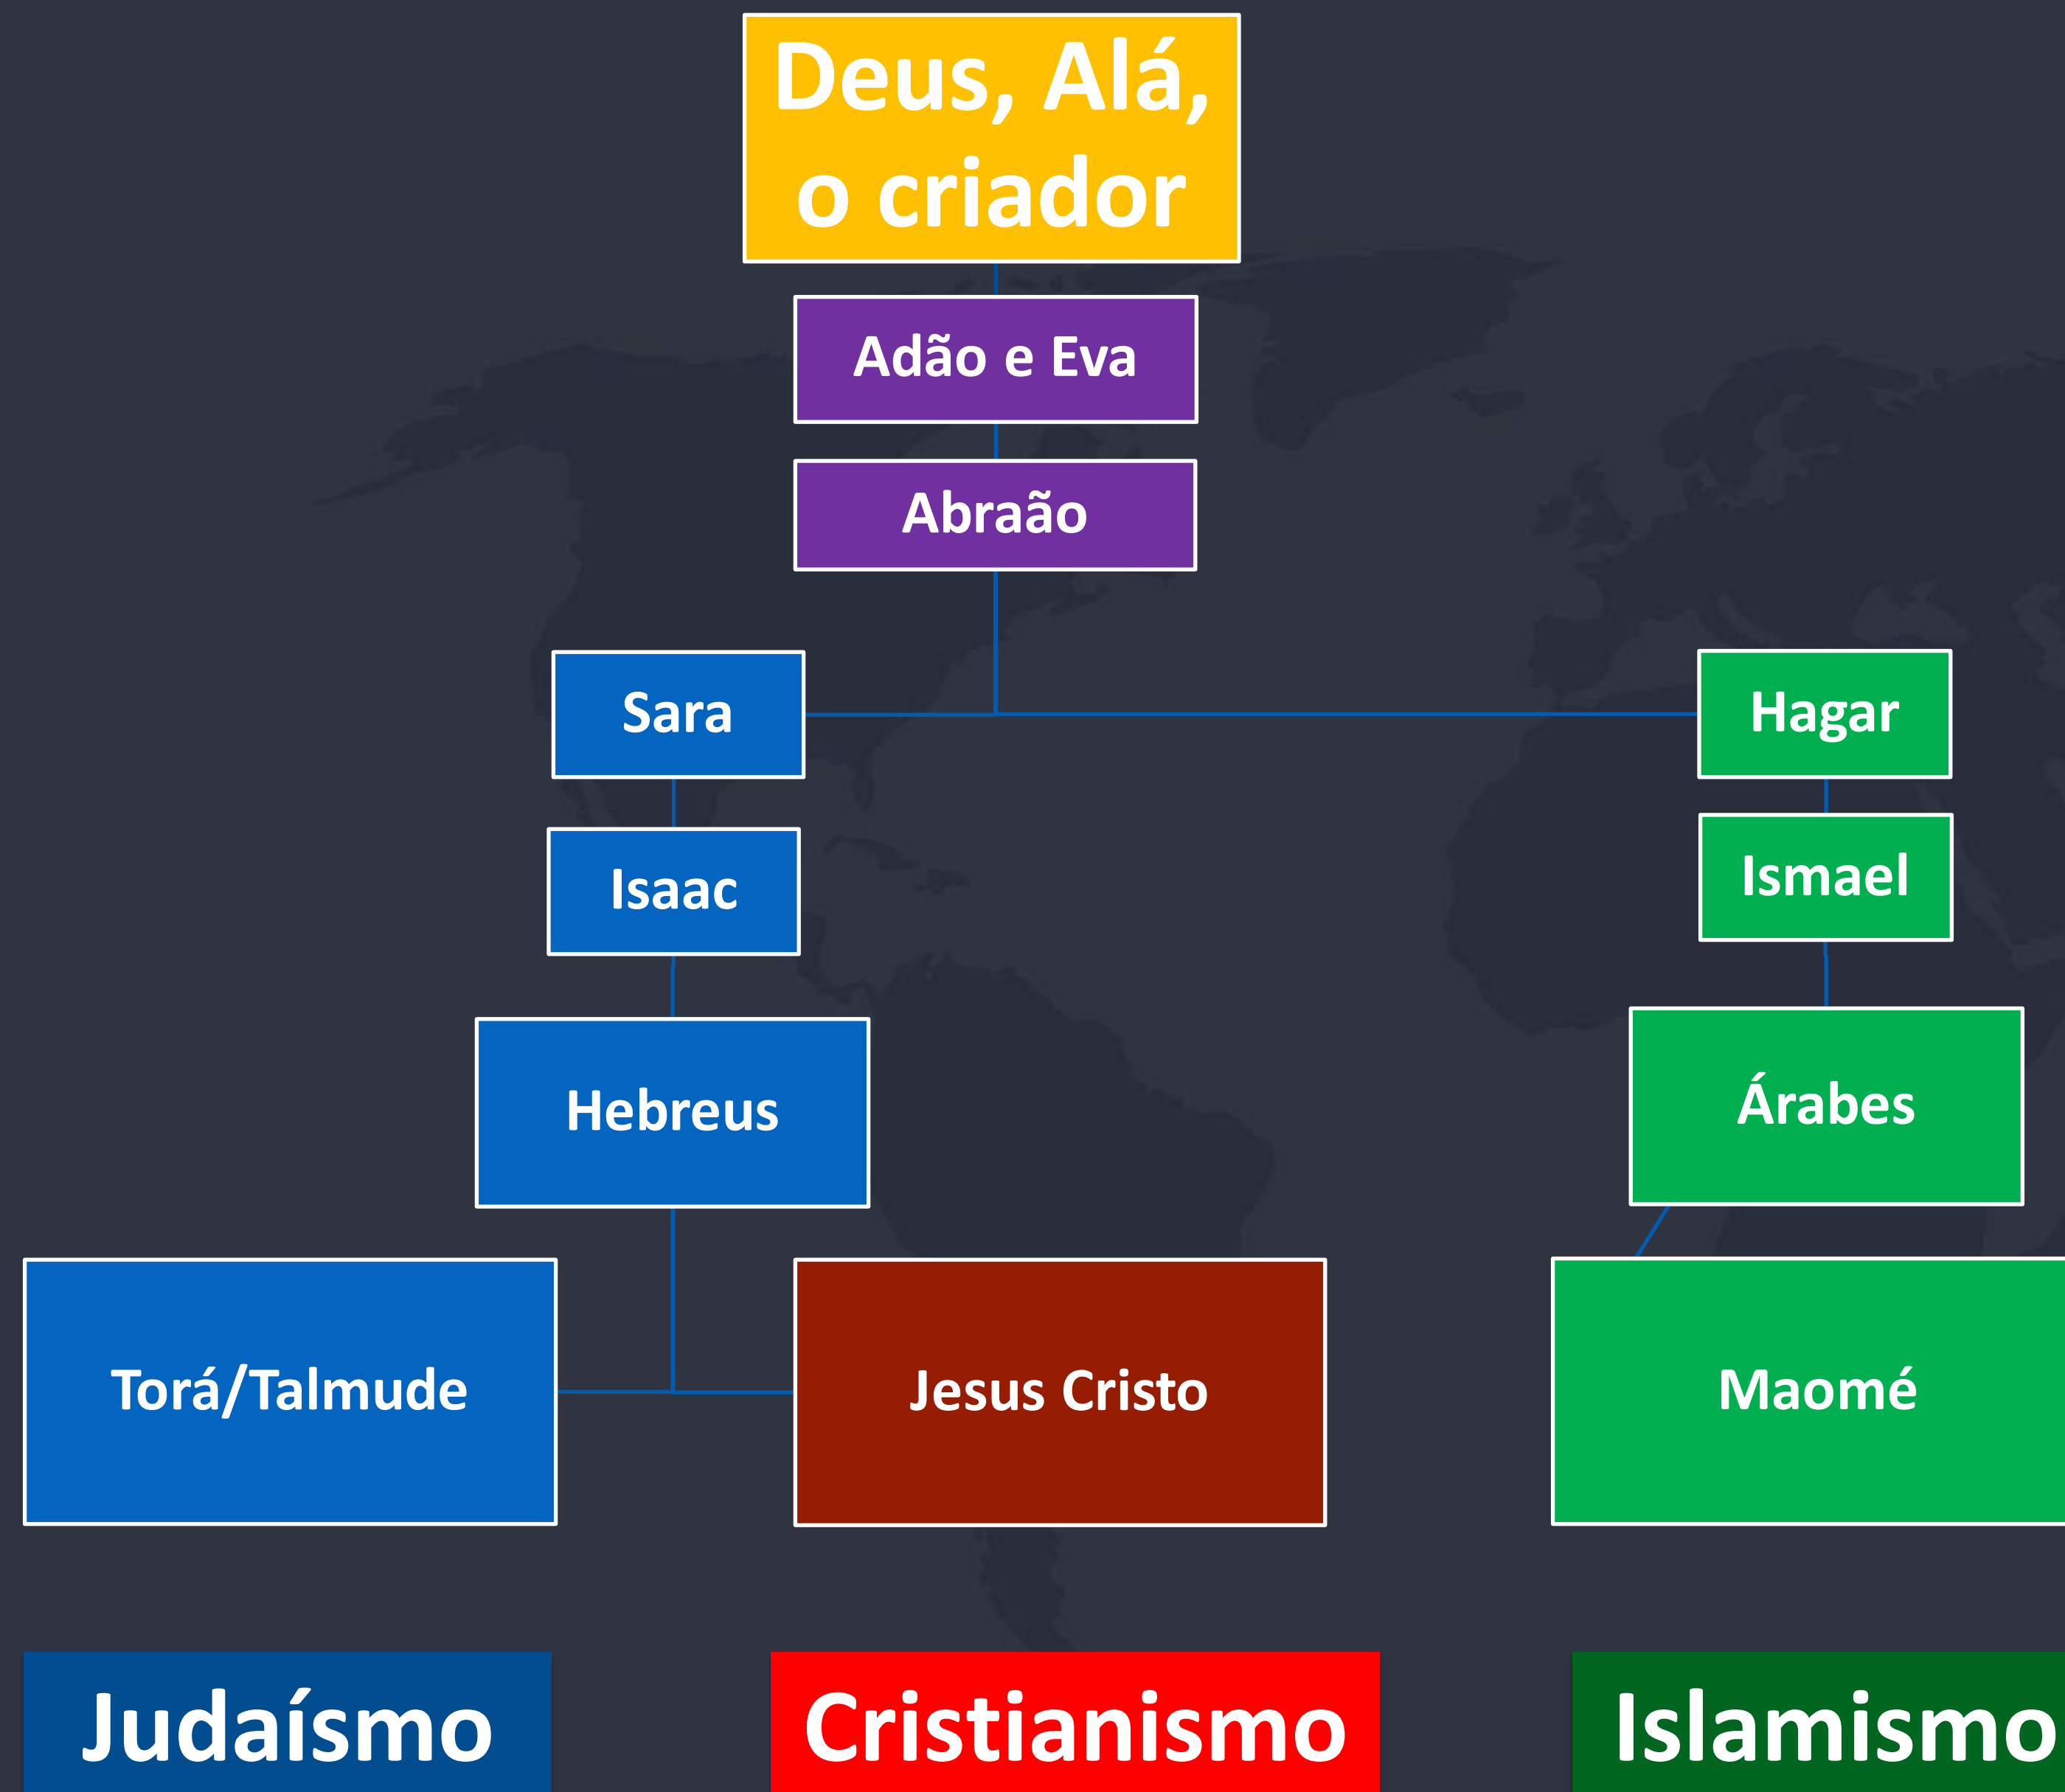 Deus, Alá,
o criador
Adão e Eva
Abraão
Sara
Hagar
Isaac
Ismael
Hebreus
Árabes
Torá/Talmude
Jesus Cristo
Maomé
Judaísmo
Cristianismo
Islamismo